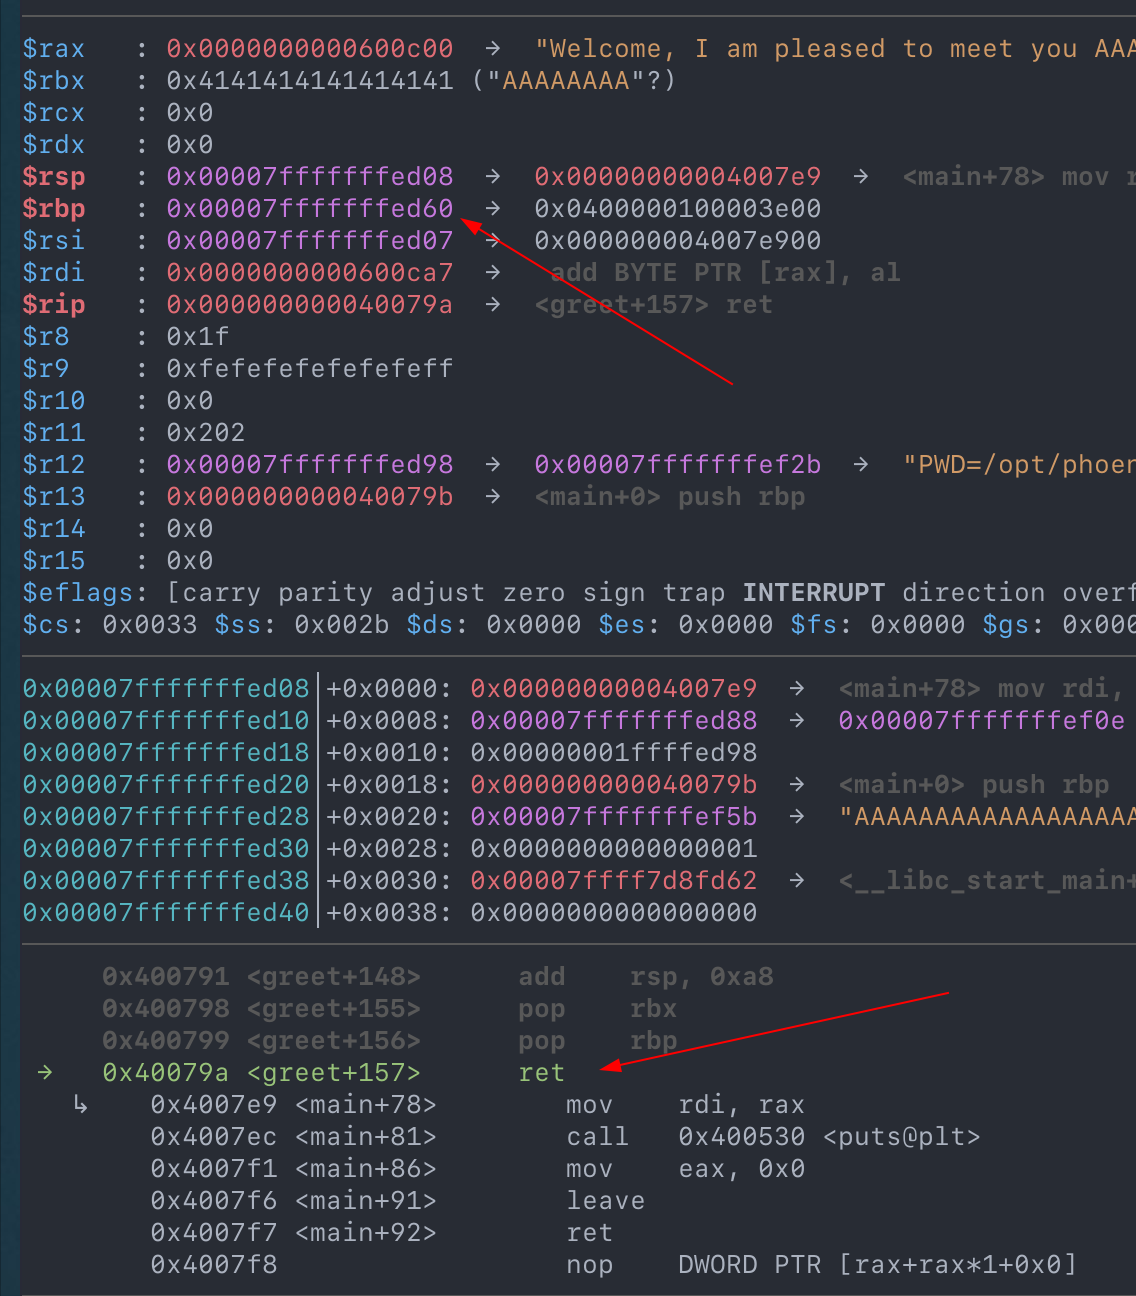 $rax : 0x0000000000600c00 → "Welcome, I am pleased to meet you AAA
$rbx : 0x4141414141414141 ("AAAAAAAA"?)
$rcx : 0x0
$rdx : 0x0
$rsp : 0x00007fffffffed08 → 0x00000000004007e9 → <main+78> mov r
$rbp : 0x00007fffffffed60 → 0x0400000100003e00
$rsi : 0x00007fffffffed07 → 0x000000004007e900
$rdi : 0x0000000000600ca7 → add BYTE PTR [rax], al
$rip : 0x000000000040079a → <greet+157> ret
$r8 : 0x1f
$r9 : 0xfefefefefefefeff
$r10 : 0x0
$r11 : 0x202
$r12 : 0x00007fffffffed98 → 0x00007fffffffef2b → "PWD=/opt/phoen
$r13 : 0x000000000040079b → <main+0> push rbp
$r14 : 0x0
$r15 : 0x0
$eflags: [carry parity adjust zero sign trap INTERRUPT direction overf
$cs: 0x0033 $ss: 0x002b $ds: 0x0000 $es: 0x0000 $fs: 0x0000 $gs: 0x000
0x00007fffffffed08│+0x0000: 0x00000000004007e9 → <main+78> mov rdi,
0x00007fffffffed10│+0x0008: 0x00007fffffffed88 → 0x00007fffffffef0e
0x00007fffffffed18│+0x0010: 0x00000001ffffed98
0x00007fffffffed20│+0x0018: 0x000000000040079b → <main+0> push rbp
0x00007fffffffed28│+0x0020: 0x00007fffffffef5b → "AAAAAAAAAAAAAAAAAA
0x00007fffffffed30│+0x0028: 0x0000000000000001
0x00007fffffffed38│+0x0030: 0x00007ffff7d8fd62 → <__libc_start_main+
0x00007fffffffed40│+0x0038: 0x0000000000000000
0x400791 <greet+148> add rsp, 0xa8
0x400798 <greet+155> pop rbx
0x400799 <greet+156> pop rbp
→ 0x40079a <greet+157> ret
↳ 0x4007e9 <main+78> mov rdi, rax
0x4007ec <main+81> call 0x400530 <puts@plt>
0x4007f1 <main+86> mov eax, 0x0
0x4007f6 <main+91> leave
0x4007f7 <main+92> ret
0x4007f8 nop DWORD PTR [rax+rax*1+0x0]